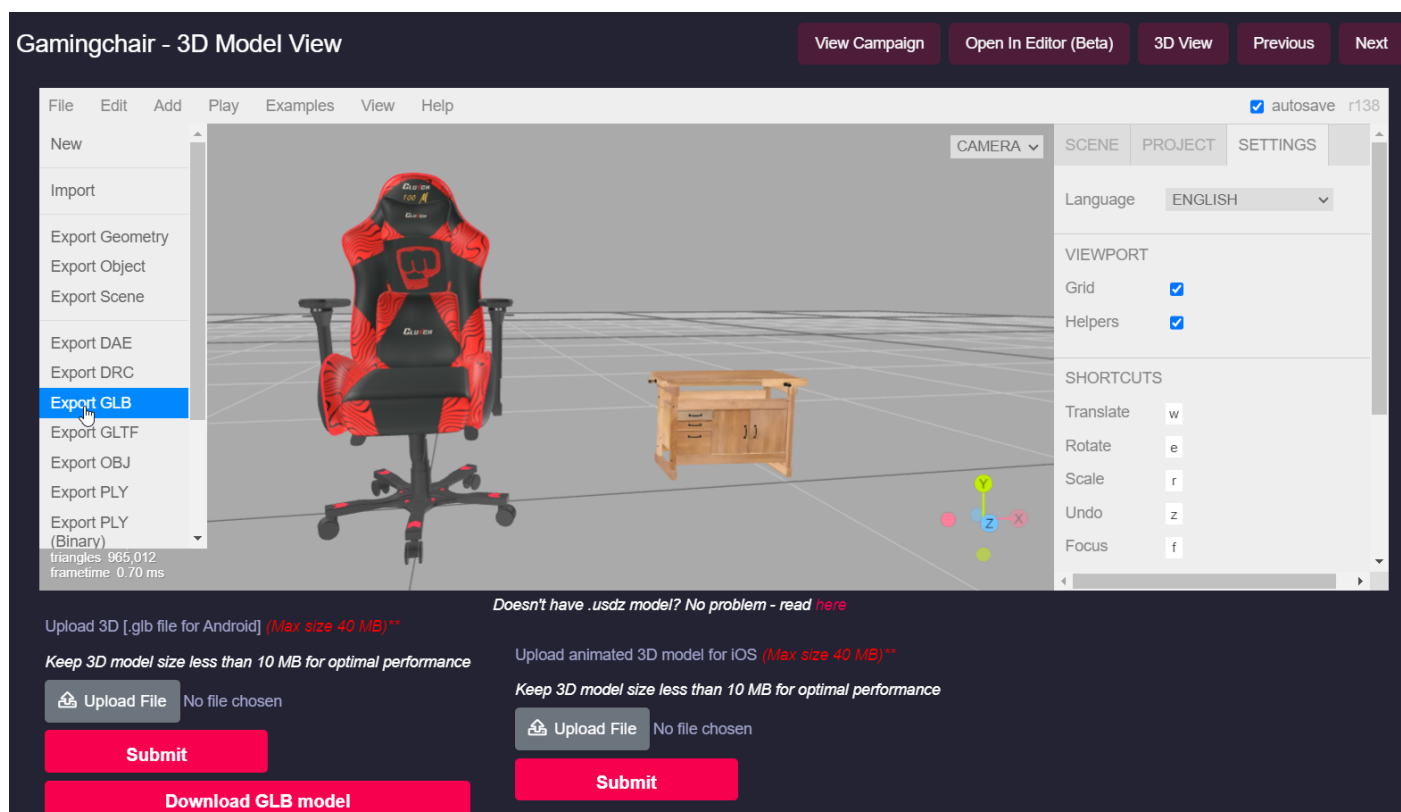 Gamingchair - 3D Model View
View Campaign
Open In Editor (Beta)
3D View
Previous
Next
File Edit Add Play Examples View Help
autosave r138
New
Import
Export Geometry
Export Object
Export Scene
Export DAE
Export DRC
Export GLB
Export GLTF
Export OBJ
Export PLY
Export PLY
(Binary)
triangles 965,012
frametime 0.70 ms
CLUTCH
100 M
CLUTCH
CLUTCH
CAMERA
Y
Z
X
SCENE PROJECT SETTINGS
Language ENGLISH
VIEWPORT
Grid
Helpers
SHORTCUTS
Translate w
Rotate e
Scale r
Undo z
Focus f
Upload 3D [.glb file for Android] (Max size 40 MB)**
Keep 3D model size less than 10 MB for optimal performance
Upload File No file chosen
Submit
Download GLB model
Doesn't have .usdz model? No problem - read here
Upload animated 3D model for iOS (Max size 40 MB)**
Keep 3D model size less than 10 MB for optimal performance
Upload File No file chosen
Submit